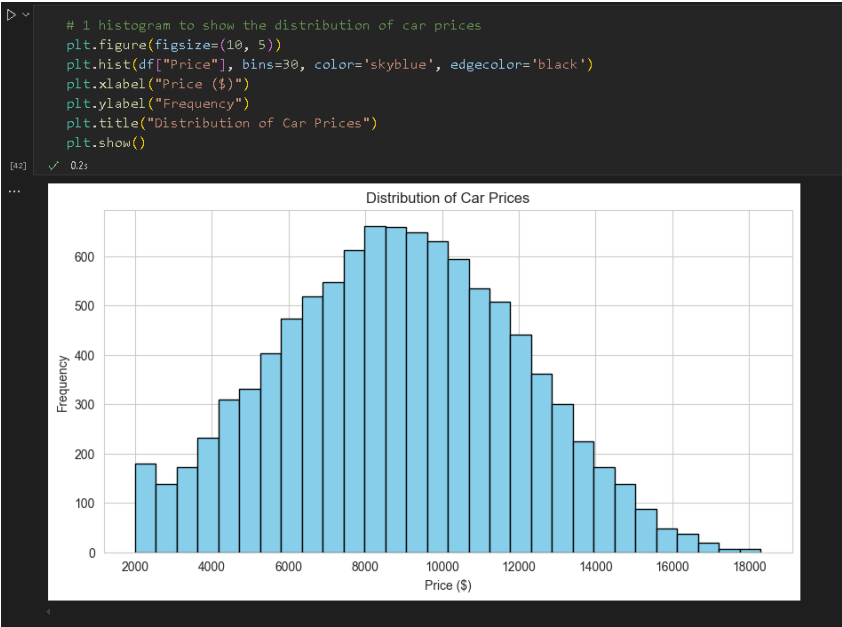 # 1 histogram to show the distribution of car prices
plt.figure(figsize=(10, 5))
plt.hist(df["Price"], bins=30, color='skyblue', edgecolor='black')
plt.xlabel("Price ($)")
plt.ylabel("Frequency")
plt.title("Distribution of Car Prices")
plt.show()
[42]
0.2s
...
Distribution of Car Prices
600
500
400
300
200
100
0
Frequency
2000 4000 6000 8000 10000 12000 14000 16000 18000
Price ($)